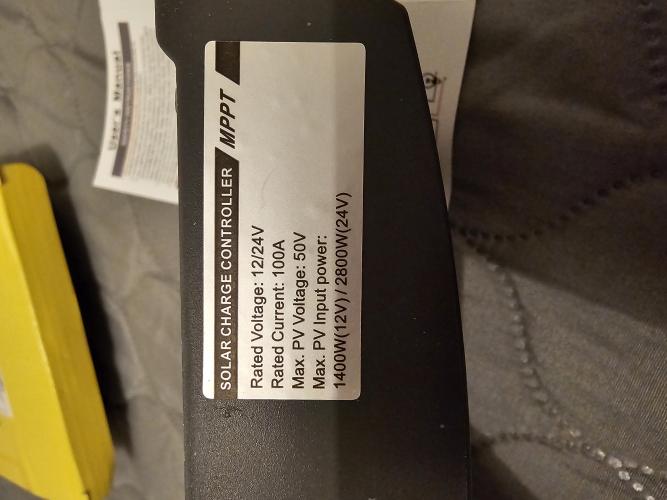 SOLAR CHARGE CONTROLLER MPPT
Rated Voltage: 12/24V
Rated Current: 100A
Max. PV Voltage: 50V
Max. PV Input power:
1400W(12V) / 2800W(24V)
User's Manual